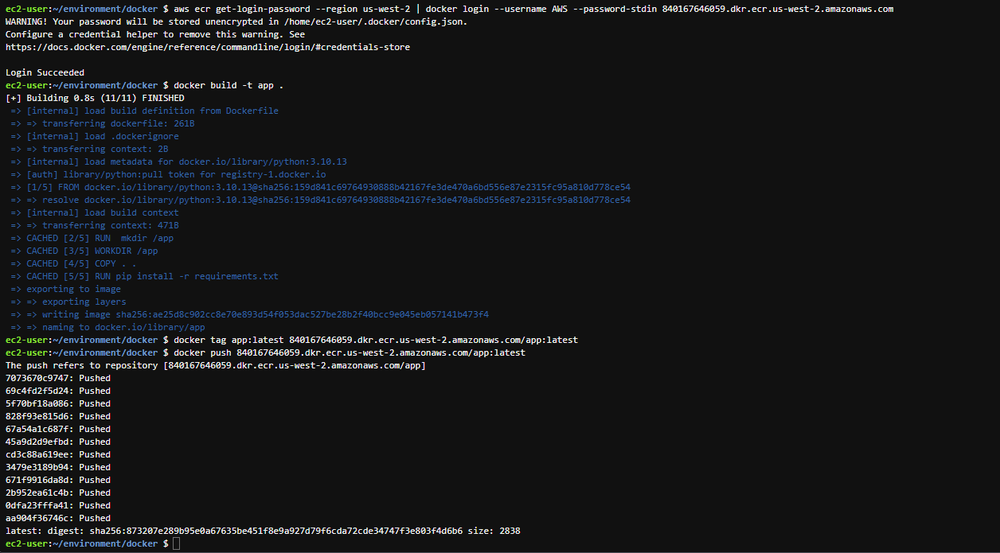 ec2-user:~/environment/docker $ aws ecr get-login-password --region us-west-2 | docker login --username AWS --password-stdin 840167646059.dkr.ecr.us-west-2.amazonaws.com
WARNING! Your password will be stored unencrypted in /home/ec2-user/.docker/config.json.
Configure a credential helper to remove this warning. See
https://docs.docker.com/engine/reference/commandline/login/#credentials-store

Login Succeeded
ec2-user:~/environment/docker $ docker build -t app .
[+] Building 0.8s (11/11) FINISHED
 => [internal] load build definition from Dockerfile
 => => transferring dockerfile: 261B
 => [internal] load .dockerignore
 => => transferring context: 2B
 => [internal] load metadata for docker.io/library/python:3.10.13
 => [auth] library/python:pull token for registry-1.docker.io
 => [1/5] FROM docker.io/library/python:3.10.13@sha256:159d841c69764930888b42167fe3de470a6bd556e87e2315fc95a810d778ce54
 => => resolve docker.io/library/python:3.10.13@sha256:159d841c69764930888b42167fe3de470a6bd556e87e2315fc95a810d778ce54
 => [internal] load build context
 => => transferring context: 471B
 => CACHED [2/5] RUN  mkdir /app
 => CACHED [3/5] WORKDIR /app
 => CACHED [4/5] COPY . .
 => CACHED [5/5] RUN pip install -r requirements.txt
 => exporting to image
 => => exporting layers
 => => writing image sha256:ae25d8c902cc8e70e893d54f053dac527be28b2f40bcc9e045eb057141b473f4
 => => naming to docker.io/library/app
ec2-user:~/environment/docker $ docker tag app:latest 840167646059.dkr.ecr.us-west-2.amazonaws.com/app:latest
ec2-user:~/environment/docker $ docker push 840167646059.dkr.ecr.us-west-2.amazonaws.com/app:latest
The push refers to repository [840167646059.dkr.ecr.us-west-2.amazonaws.com/app]
7073670c9747: Pushed
69c4fd2f5d24: Pushed
5f70bf18a086: Pushed
828f93e815d6: Pushed
67a54a1c687f: Pushed
45a9d2d9efbd: Pushed
cd3c88a619ee: Pushed
3479e3189b94: Pushed
671f9916da8d: Pushed
2b952ea61c4b: Pushed
0dfa23fffa41: Pushed
aa904f36746c: Pushed
latest: digest: sha256:873207e289b95e0a67635be451f8e9a927d79f6cda72cde34747f3e803f4d6b6 size: 2838
ec2-user:~/environment/docker $